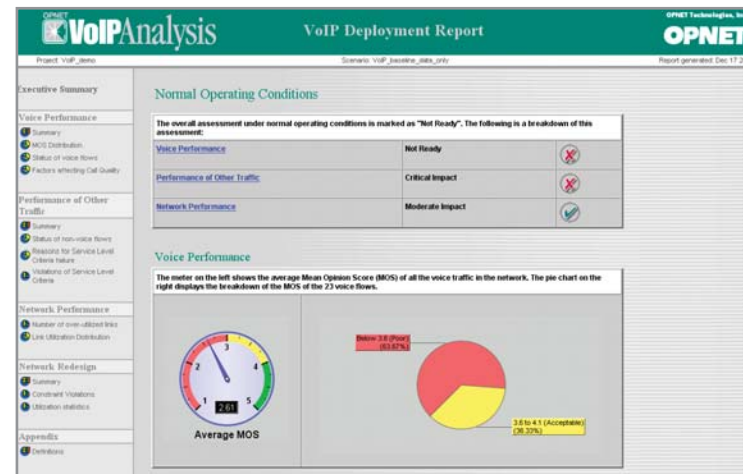 OPNET
VoIPAnalysis
VoIP Deployment Report
OPNET Technologies, In
OPNET
Project: VoIP_demo
Scenario: VoIP_baseline_data_only
Report generated: Dec 17 2
Executive Summary
Voice Performance
Summary
MOS Distribution
Status of voice flows
Factors affecting Call Quality
Performance of Other
Traffic
Summary
Status of non-voice flows
Reasons for Service Level
Criteria failure
Violations of Service Level
Criteria
Network Performance
Number of over-utilized links
Link Utilization Distribution
Network Redesign
Summary
Constraint Violations
Utilization statistics
Appendix
Definitions
Normal Operating Conditions
The overall assessment under normal operating conditions is marked as "Not Ready". The following is a breakdown of this
assessment:
Voice Performance Not Ready
Performance of Other Traffic Critical Impact
Network Performance Moderate Impact
Voice Performance
The meter on the left shows the average Mean Opinion Score (MOS) of all the voice traffic in the network. The pie chart on the
right displays the breakdown of the MOS of the 23 voice flows.
1 2 3 4 5
2.61
Average MOS
Below 3.6 (Poor)
(63.67%)
3.6 to 4.1 (Acceptable)
(36.33%)